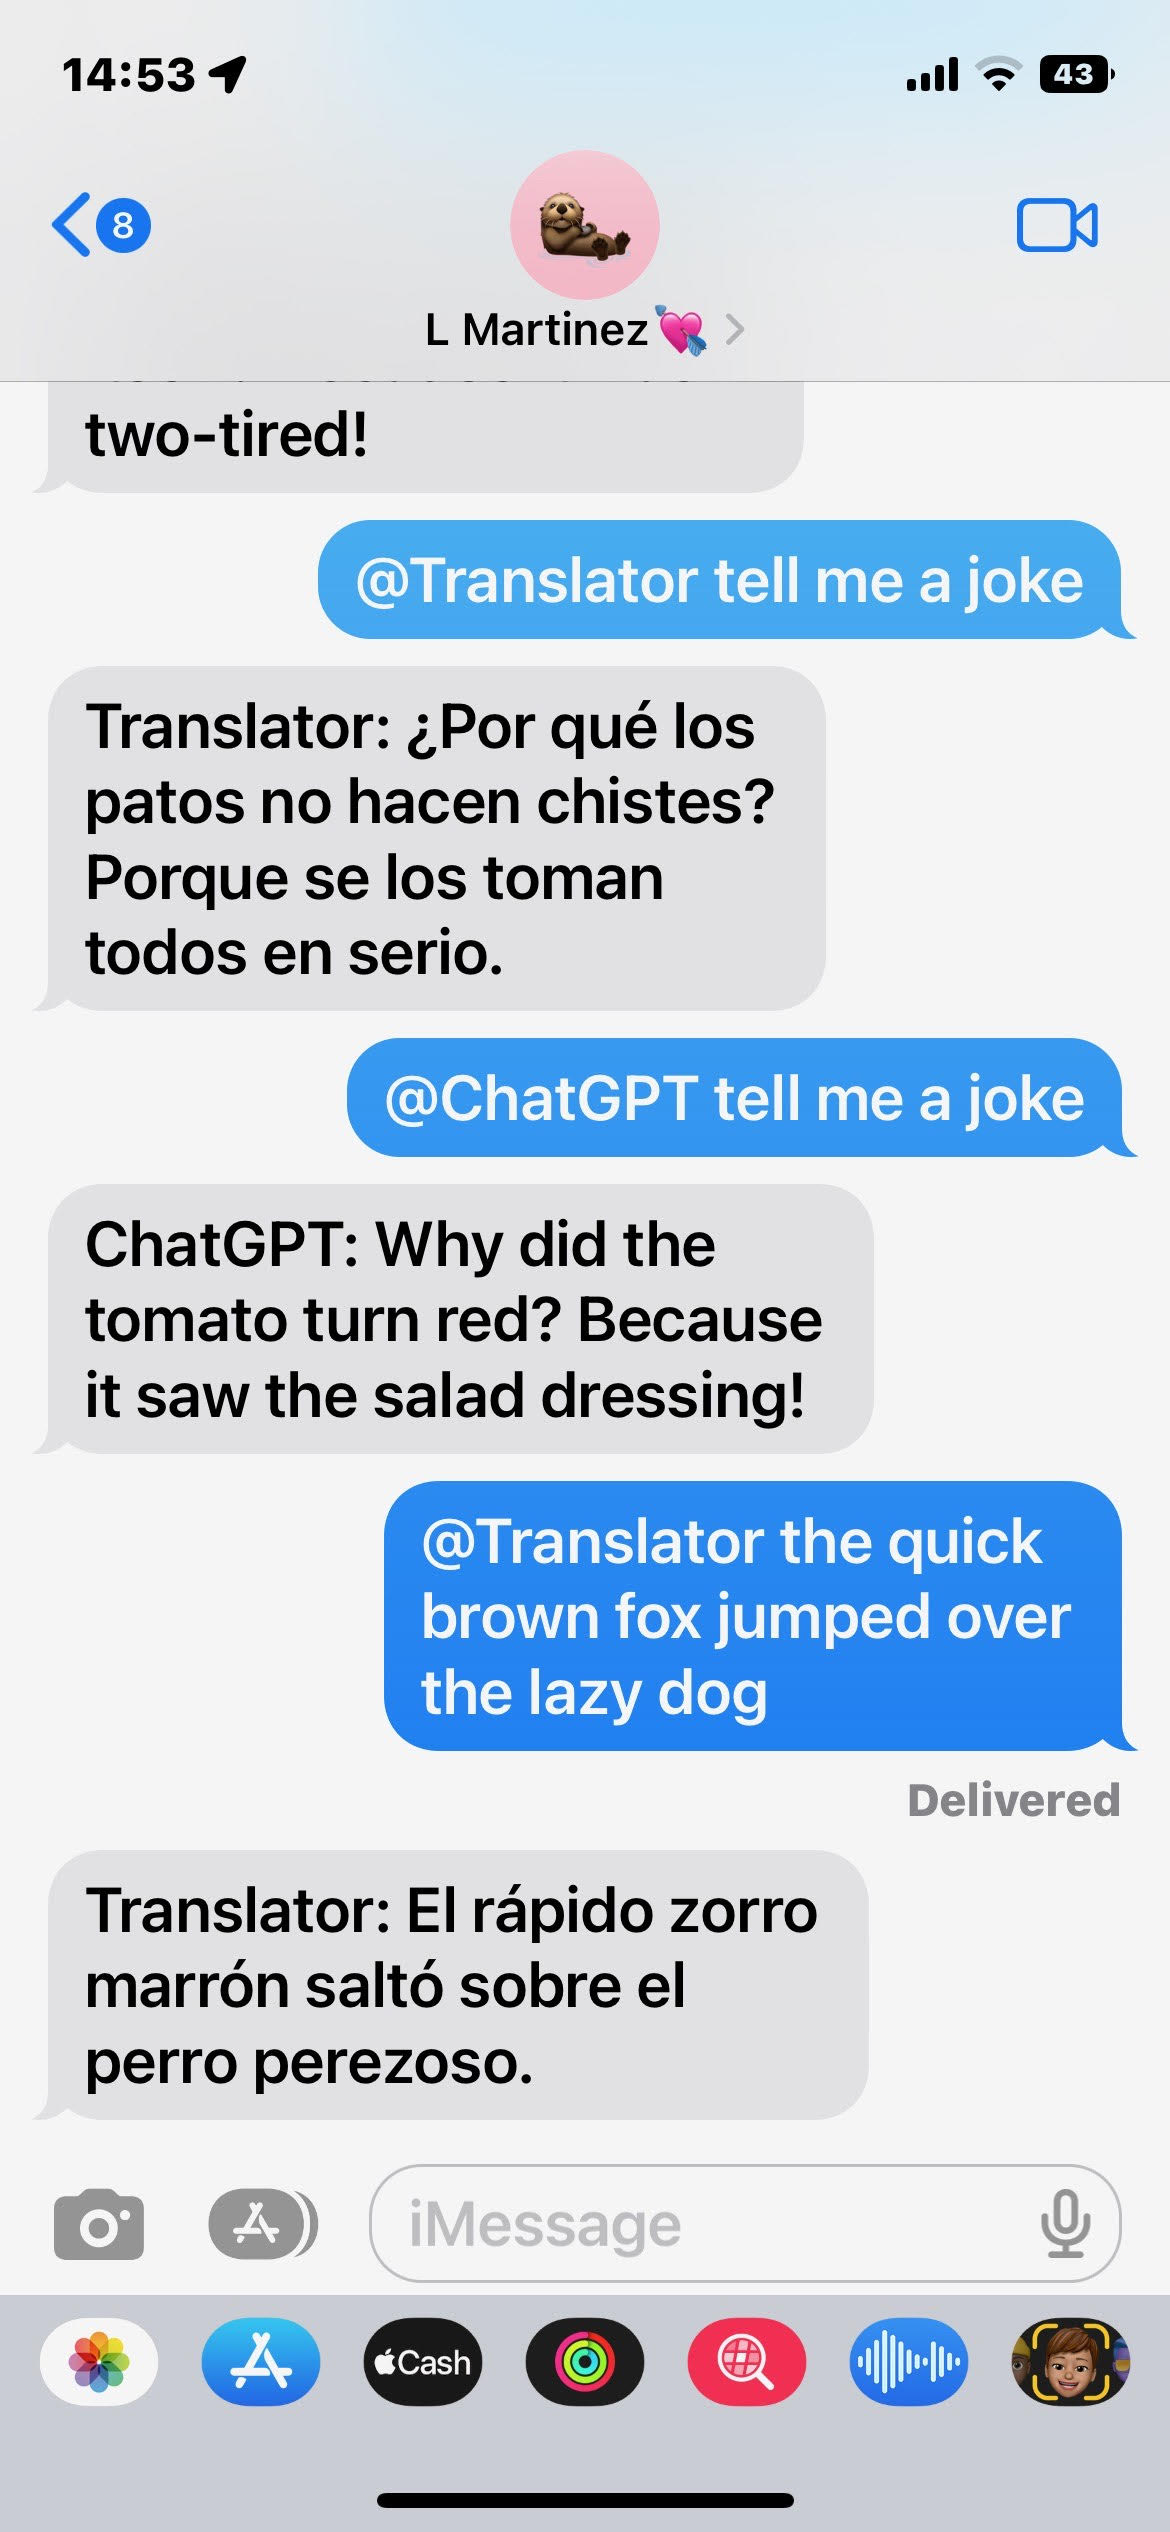 14:53
43
8
L Martinez
two-tired!
@Translator tell me a joke
Translator: ¿Por qué los
patos no hacen chistes?
Porque se los toman
todos en serio.
@ChatGPT tell me a joke
ChatGPT: Why did the
tomato turn red? Because
it saw the salad dressing!
@Translator the quick
brown fox jumped over
the lazy dog
Delivered
Translator: El rápido zorro
marrón saltó sobre el
perro perezoso.
iMessage
Cash